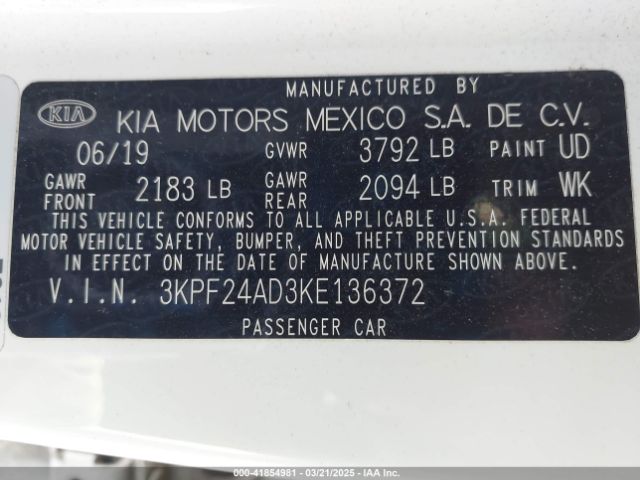 MANUFACTURED BY
KIA KIA MOTORS MEXICO S.A. DE C.V.
06/19 GVWR 3792 LB PAINT UD
GAWR FRONT 2183 LB GAWR REAR 2094 LB TRIM WK
THIS VEHICLE CONFORMS TO ALL APPLICABLE U.S.A. FEDERAL
MOTOR VEHICLE SAFETY, BUMPER, AND THEFT PREVENTION STANDARDS
IN EFFECT ON THE DATE OF MANUFACTURE SHOWN ABOVE.
V.I.N. 3KPF24AD3KE136372
PASSENGER CAR
000-41854981 - 03/21/2025 - IAAI.COM